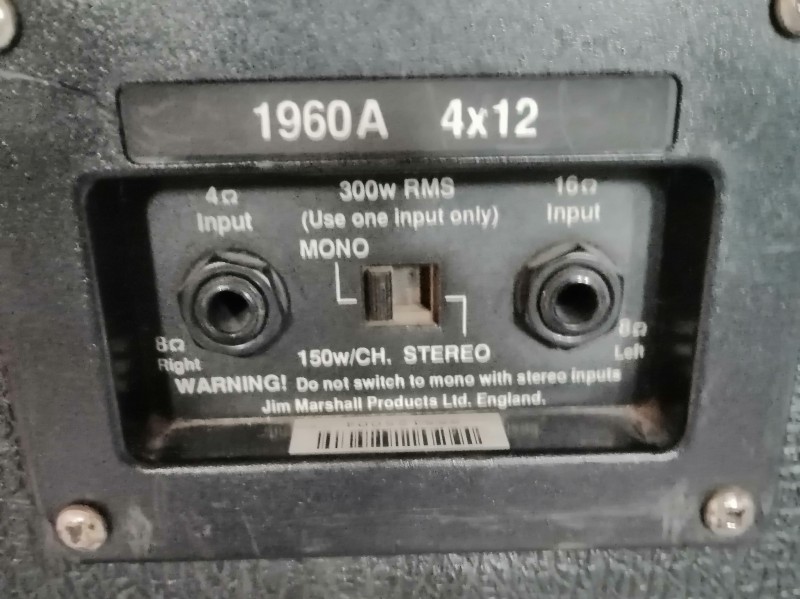 1960A 4x12
4Ω
Input
300w RMS
(Use one input only)
16Ω
Input
MONO
8Ω
Right
150w/CH. STEREO
8Ω
Left
WARNING! Do not switch to mono with stereo inputs
Jim Marshall Products Ltd. England.